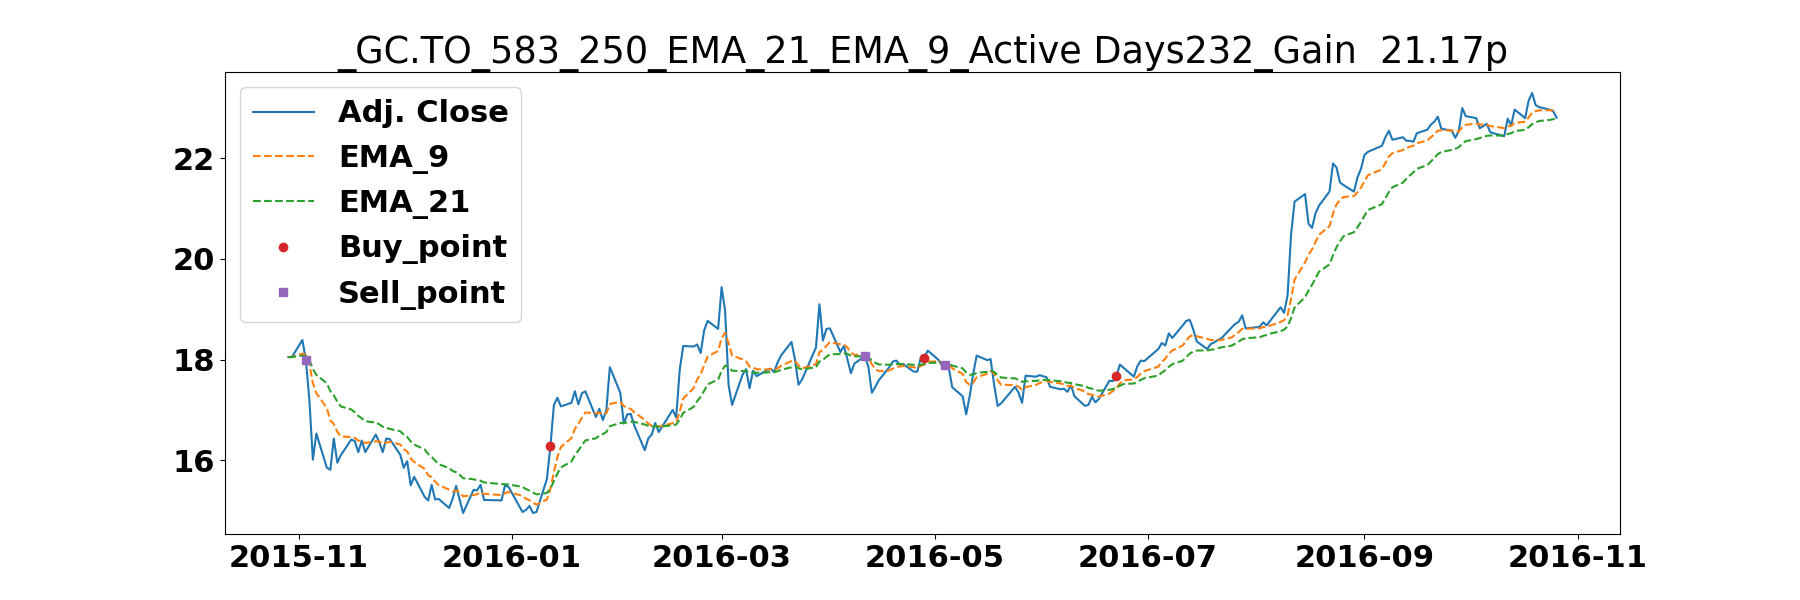 _GC.TO_583_250_EMA_21_EMA_9_Active Days232_Gain  21.17p
Adj. Close
EMA_9
EMA_21
Buy_point
Sell_point
22
20
18
16
2015-11 2016-01 2016-03 2016-05 2016-07 2016-09 2016-11